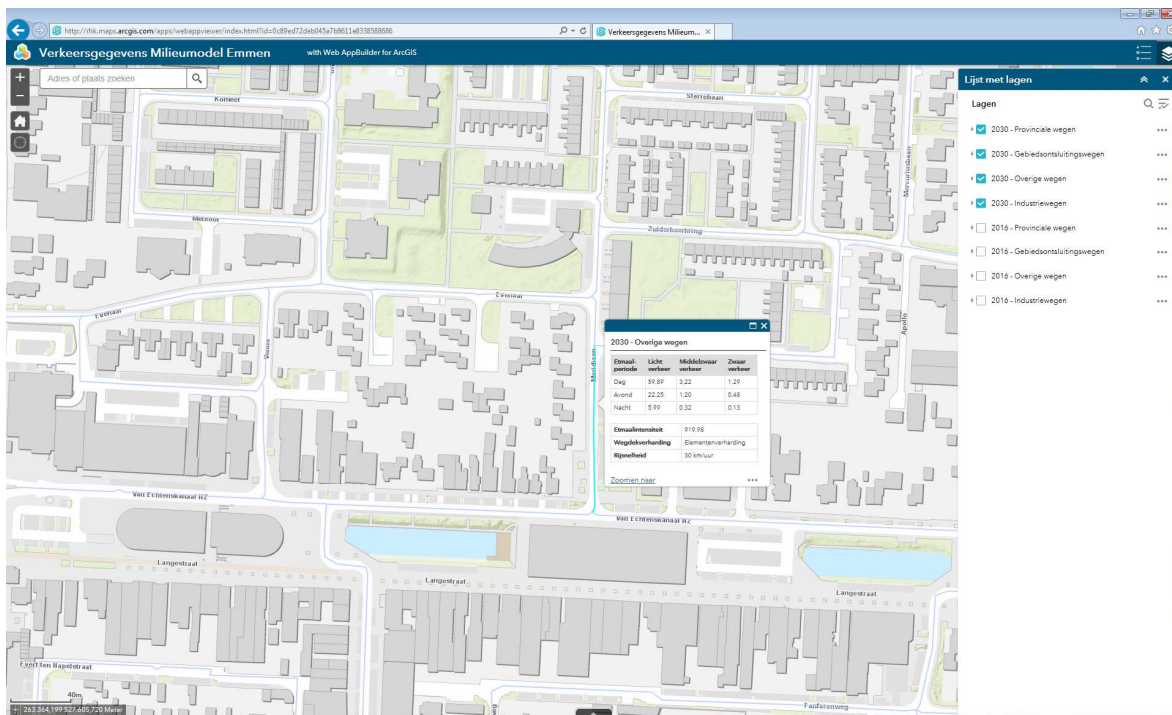 http://rhk.maps.arcgis.com/apps/webappviewer/index.html?id=0c89ed72deb045a7b8611e8338588686
Verkeersgegevens Milieum... ×
Verkeersgegevens Milieumodel Emmen
with Web AppBuilder for ArcGIS
Adres of plaats zoeken
Lijst met lagen
Lagen
2030 - Provinciale wegen
2030 - Gebiedsontsluitingswegen
2030 - Overige wegen
2030 - Industriewegen
2016 - Provinciale wegen
2016 - Gebiedsontsluitingswegen
2016 - Overige wegen
2016 - Industriewegen
Komeet
Sterrebaan
Mercuriusbaan
Meteoor
Zuiderkeerkring
Evenaar
Evenaar
Venus
Meridiaan
Apollo
2030 - Overige wegen
Etmaal-periode Licht verkeer Middelzwaar verkeer Zwaar verkeer
Dag 59,89 3,22 1,29
Avond 22,25 1,20 0,48
Nacht 5,99 0,32 0,13
Etmaalintensiteit 919,98
Wegdekverharding Elementenverharding
Rijsnelheid 30 km/uur
Zoomen naar
Van Echtenskanaal NZ
Van Echtenskanaal NZ
Langestraat
Langestraat
Langestraat
Evert ten Napelstraat
Fanfareweg
40m
263.364,199 527.605,720 Meter